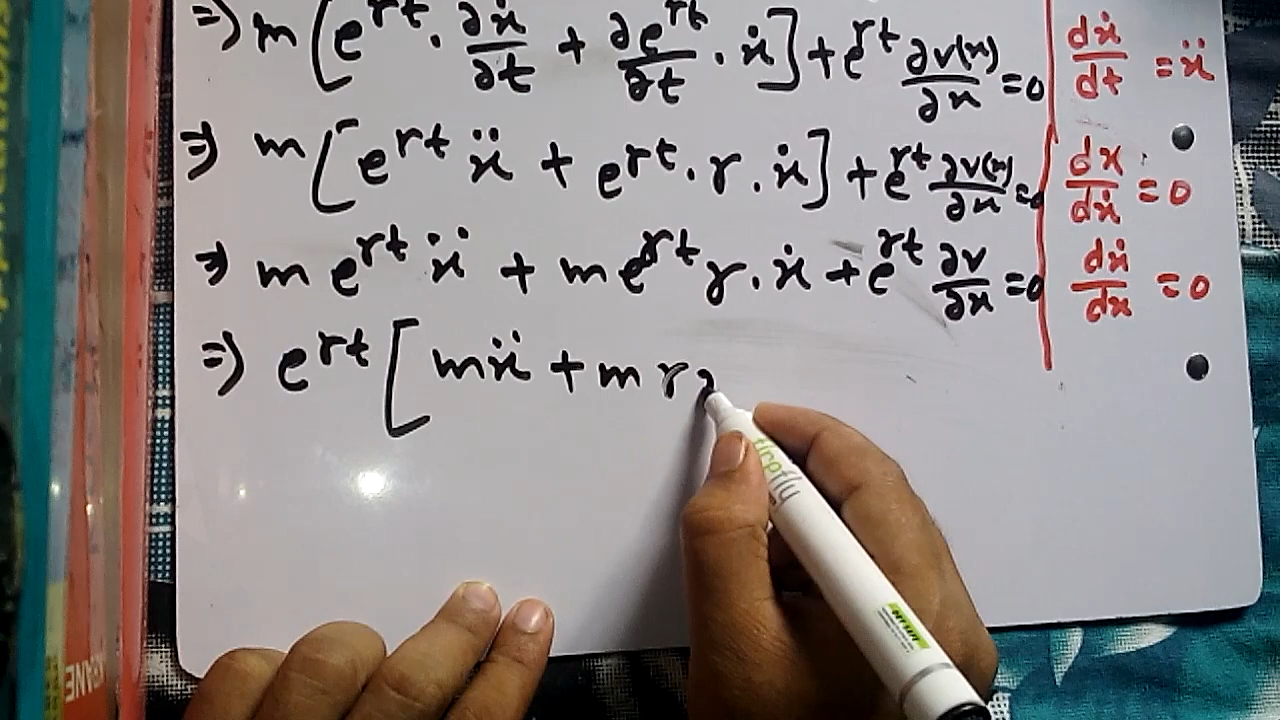 ⇒ m[e^{rt} · ∂ẋ/∂t + ∂e^{rt}/∂t · ẋ] + e^{rt} ∂v(x)/∂x = 0
dẋ/dt = ẍ
⇒ m[e^{rt} ẍ + e^{rt} · r · ẋ] + e^{rt} ∂v(x)/∂x = 0
dx/dẋ = 0
⇒ m e^{rt} ẍ + m e^{rt} r · ẋ + e^{rt} ∂v/∂x = 0
dẋ/dx = 0
⇒ e^{rt} [mẍ + m r
firefly